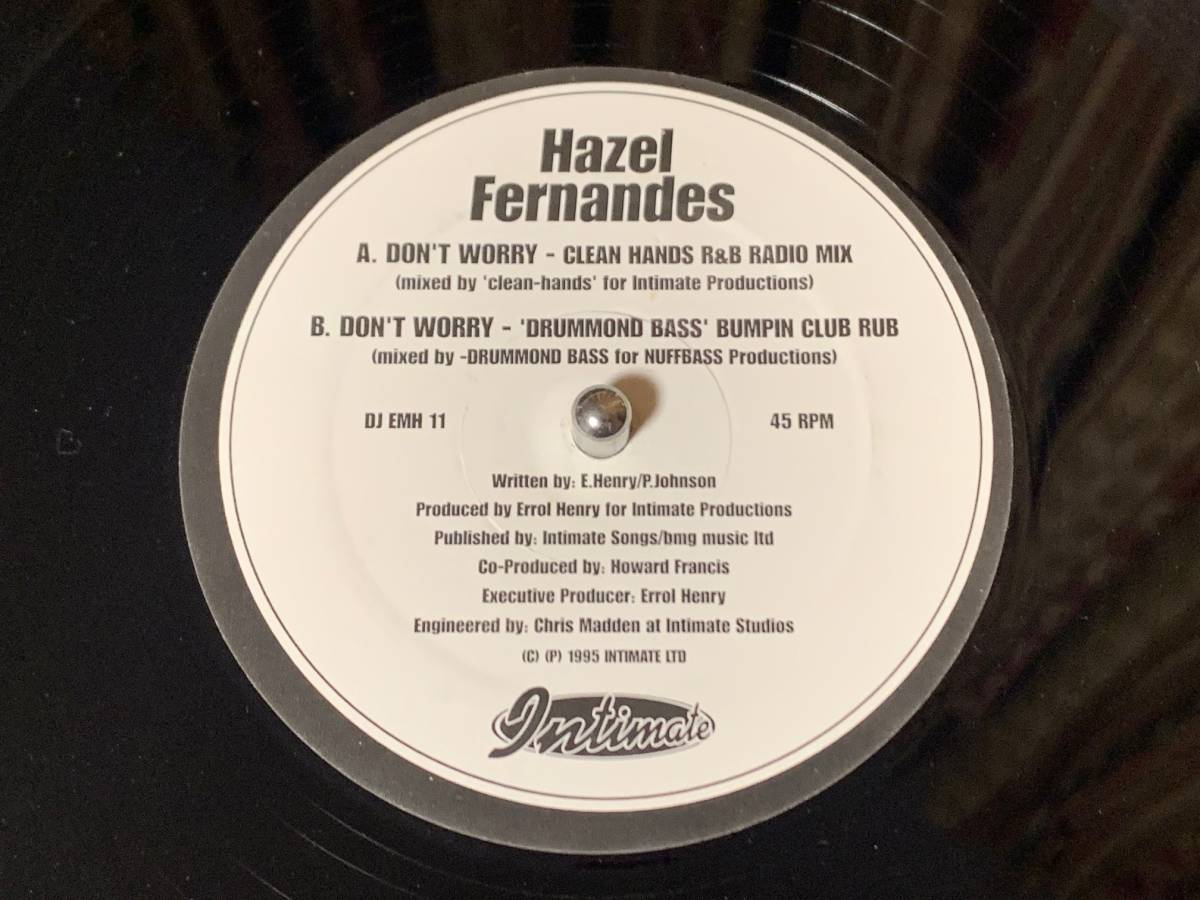 Hazel
Fernandes
A. DON'T WORRY - CLEAN HANDS R&B RADIO MIX
(mixed by 'clean-hands' for Intimate Productions)
B. DON'T WORRY - 'DRUMMOND BASS' BUMPIN CLUB RUB
(mixed by -DRUMMOND BASS for NUFFBASS Productions)
DJ EMH 11 45 RPM
Written by: E.Henry/P.Johnson
Produced by Errol Henry for Intimate Productions
Published by: Intimate Songs/bmg music ltd
Co-Produced by: Howard Francis
Executive Producer: Errol Henry
Engineered by: Chris Madden at Intimate Studios
(C) (P) 1995 INTIMATE LTD
Intimate